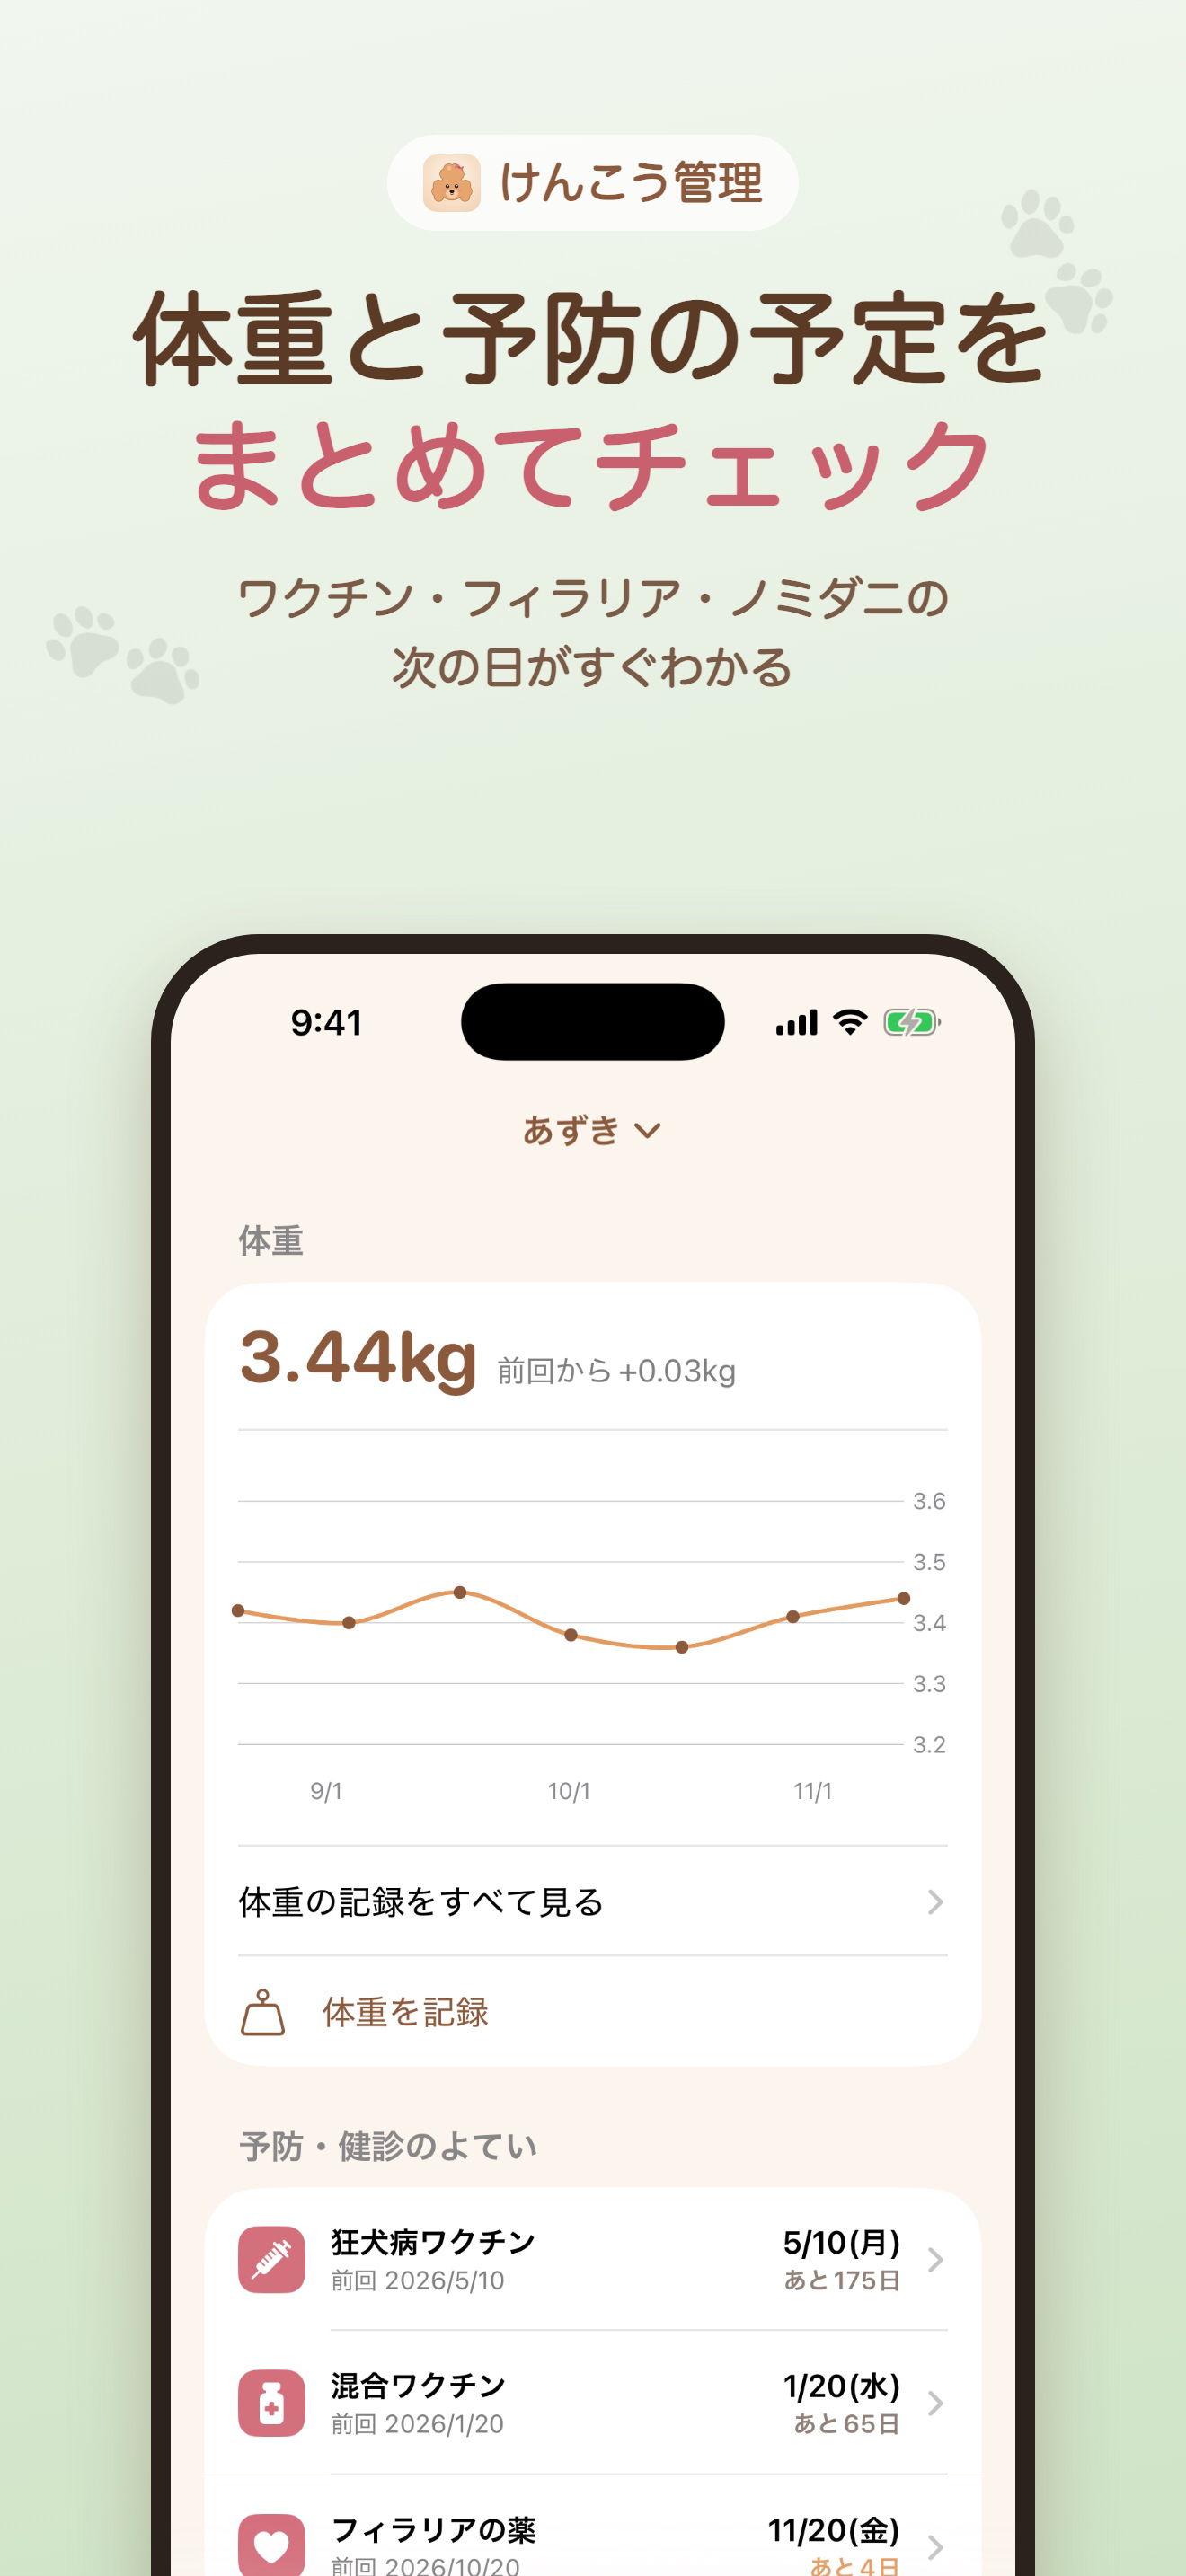 けんこう管理
体重と予防の予定を
まとめてチェック
ワクチン・フィラリア・ノミダニの
次の日がすぐわかる
9:41
あずき
体重
3.44kg 前回から+0.03kg
3.6
3.5
3.4
3.3
3.2
9/1 10/1 11/1
体重の記録をすべて見る
体重を記録
予防・健診のよてい
狂犬病ワクチン 5/10(月)
前回 2026/5/10 あと175日
混合ワクチン 1/20(水)
前回 2026/1/20 あと65日
フィラリアの薬 11/20(金)
前回 2026/10/20 あと4日